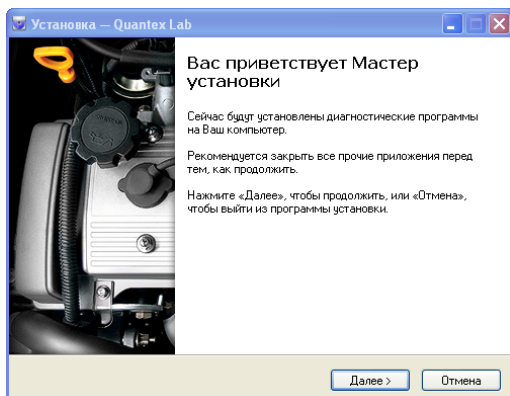 Установка — Quantex Lab
Вас приветствует Мастер
установки
Сейчас будут установлены диагностические программы
на Ваш компьютер.
Рекомендуется закрыть все прочие приложения перед
тем, как продолжить.
Нажмите «Далее», чтобы продолжить, или «Отмена»,
чтобы выйти из программы установки.
Далее >
Отмена